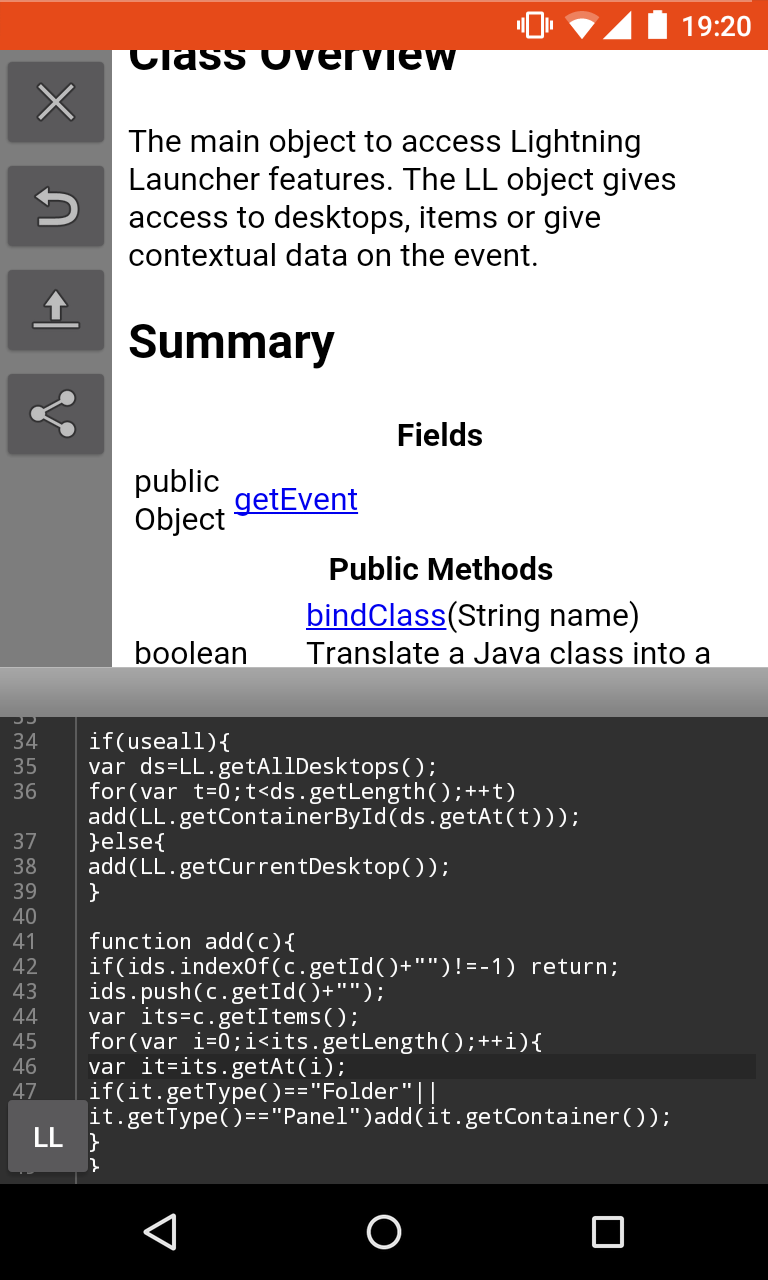 19:20
Class Overview
The main object to access Lightning
Launcher features. The LL object gives
access to desktops, items or give
contextual data on the event.
Summary
Fields
public
Object getEvent
Public Methods
bindClass(String name)
boolean Translate a Java class into a
33
34 if(useall){
35 var ds=LL.getAllDesktops();
36 for(var t=0;t<ds.getLength();++t)
add(LL.getContainerById(ds.getAt(t)));
37 }else{
38 add(LL.getCurrentDesktop());
39 }
40
41 function add(c){
42 if(ids.indexOf(c.getId()+"")!=-1) return;
43 ids.push(c.getId()+"");
44 var its=c.getItems();
45 for(var i=0;i<its.getLength();++i){
46 var it=its.getAt(i);
47 if(it.getType()=="Folder"||
it.getType()=="Panel")add(it.getContainer());
LL }
}